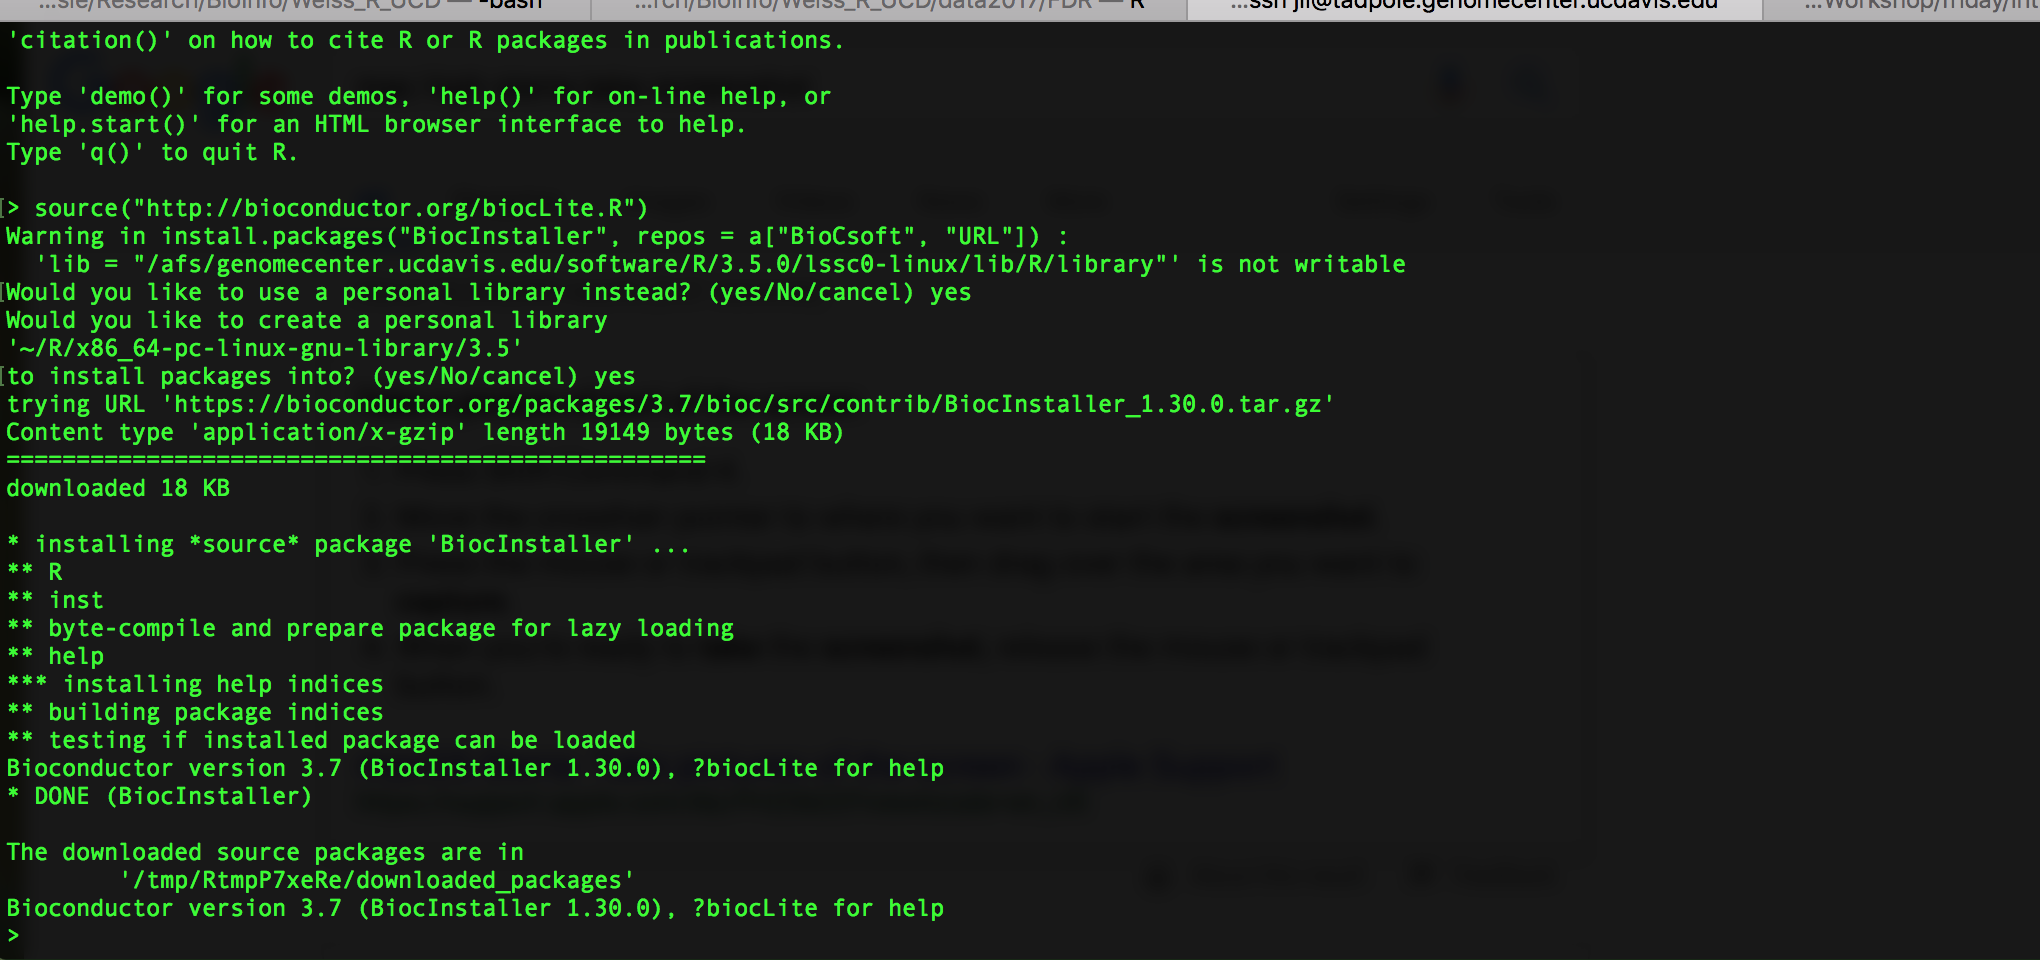 ...sie/Research/BioInfo/Weiss_R_UCD — -bash ...rch/BioInfo/Weiss_R_UCD/data2017/FDR — R ...ssh jli@tadpole.genomecenter.ucdavis.edu
'citation()' on how to cite R or R packages in publications.
Type 'demo()' for some demos, 'help()' for on-line help, or
'help.start()' for an HTML browser interface to help.
Type 'q()' to quit R.
[> source("http://bioconductor.org/biocLite.R")
Warning in install.packages("BiocInstaller", repos = a["BioCsoft", "URL"]) :
'lib = "/afs/genomecenter.ucdavis.edu/software/R/3.5.0/lssc0-linux/lib/R/library"' is not writable
[Would you like to use a personal library instead? (yes/No/cancel) yes
Would you like to create a personal library
'~/R/x86_64-pc-linux-gnu-library/3.5'
[to install packages into? (yes/No/cancel) yes
trying URL 'https://bioconductor.org/packages/3.7/bioc/src/contrib/BiocInstaller_1.30.0.tar.gz'
Content type 'application/x-gzip' length 19149 bytes (18 KB)
==================================================
downloaded 18 KB
* installing *source* package 'BiocInstaller' ...
** R
** inst
** byte-compile and prepare package for lazy loading
** help
*** installing help indices
** building package indices
** testing if installed package can be loaded
Bioconductor version 3.7 (BiocInstaller 1.30.0), ?biocLite for help
* DONE (BiocInstaller)
The downloaded source packages are in
'/tmp/RtmpP7xeRe/downloaded_packages'
Bioconductor version 3.7 (BiocInstaller 1.30.0), ?biocLite for help
>